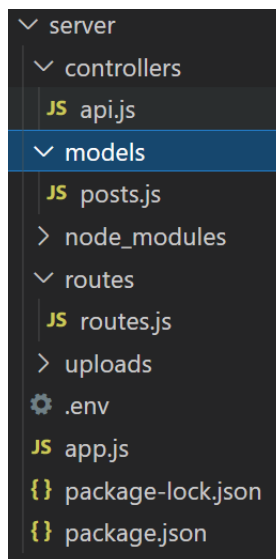 server
controllers
JS api.js
models
JS posts.js
node_modules
routes
JS routes.js
uploads
.env
JS app.js
{} package-lock.json
{} package.json